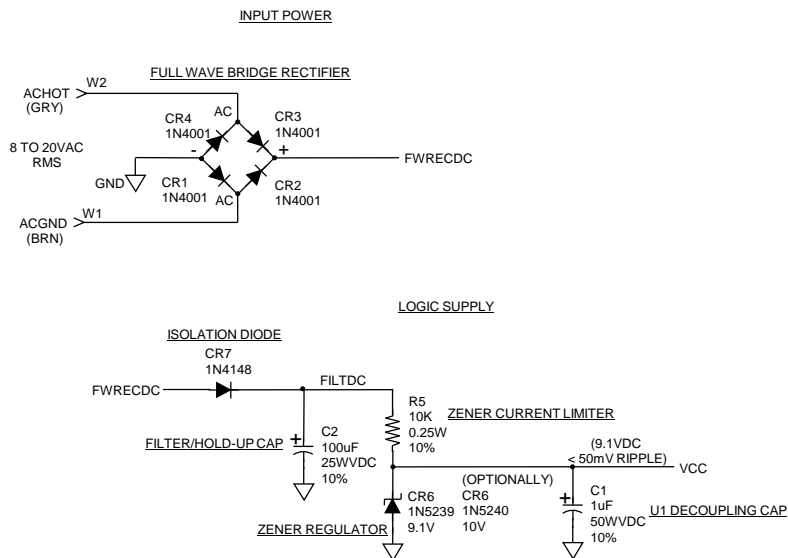 INPUT POWER
FULL WAVE BRIDGE RECTIFIER
W2
ACHOT
(GRY)
AC
CR4
1N4001
CR3
1N4001
8 TO 20VAC
RMS
-
+
FWRECDC
GND
CR1
1N4001
CR2
1N4001
AC
W1
ACGND
(BRN)
LOGIC SUPPLY
ISOLATION DIODE
CR7
1N4148
FWRECDC
FILTDC
R5
10K
0.25W
10%
ZENER CURRENT LIMITER
FILTER/HOLD-UP CAP
+
C2
100uF
25WVDC
10%
(9.1VDC
< 50mV RIPPLE)
VCC
(OPTIONALLY)
CR6
1N5239
9.1V
CR6
1N5240
10V
ZENER REGULATOR
+
C1
1uF
50WVDC
10%
U1 DECOUPLING CAP